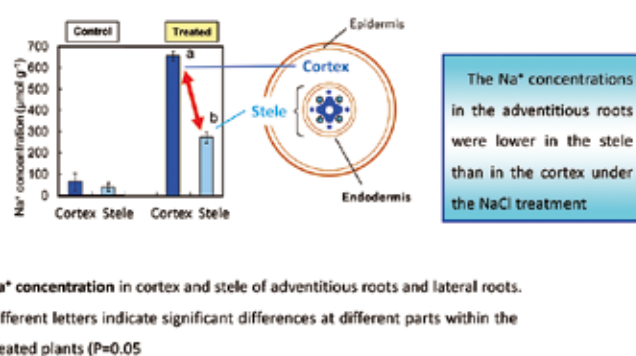 Control Treated
Epidermis
Na⁺ concentration (µmol g⁻¹)
700
600
500
400
300
200
100
0
a
b
Cortex
Stele
Endodermis
Cortex Stele Cortex Stele
The Na⁺ concentrations
in the adventitious roots
were lower in the stele
than in the cortex under
the NaCl treatment
a⁺ concentration in cortex and stele of adventitious roots and lateral roots.
ifferent letters indicate significant differences at different parts within the
eated plants (P=0.05